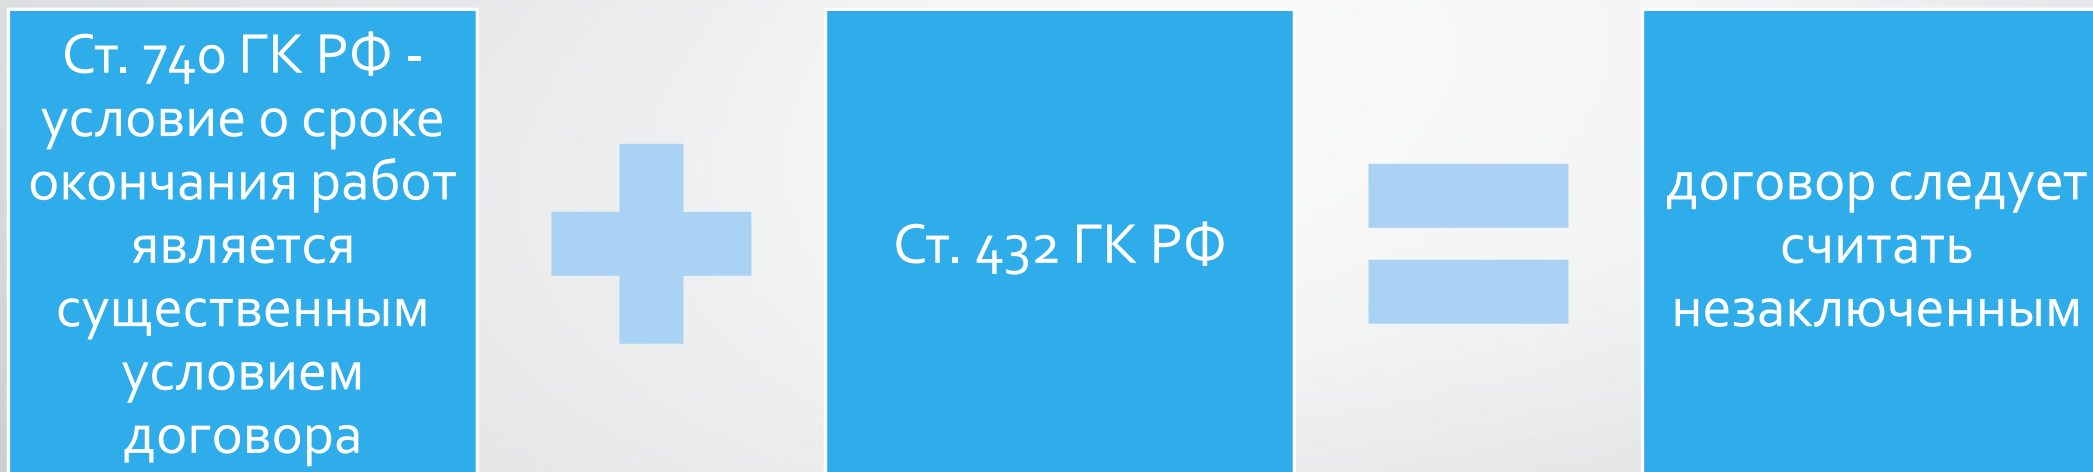 Ст. 740 ГК РФ -
условие о сроке
окончания работ
является
существенным
условием
договора
Ст. 432 ГК РФ
договор следует
считать
незаключенным